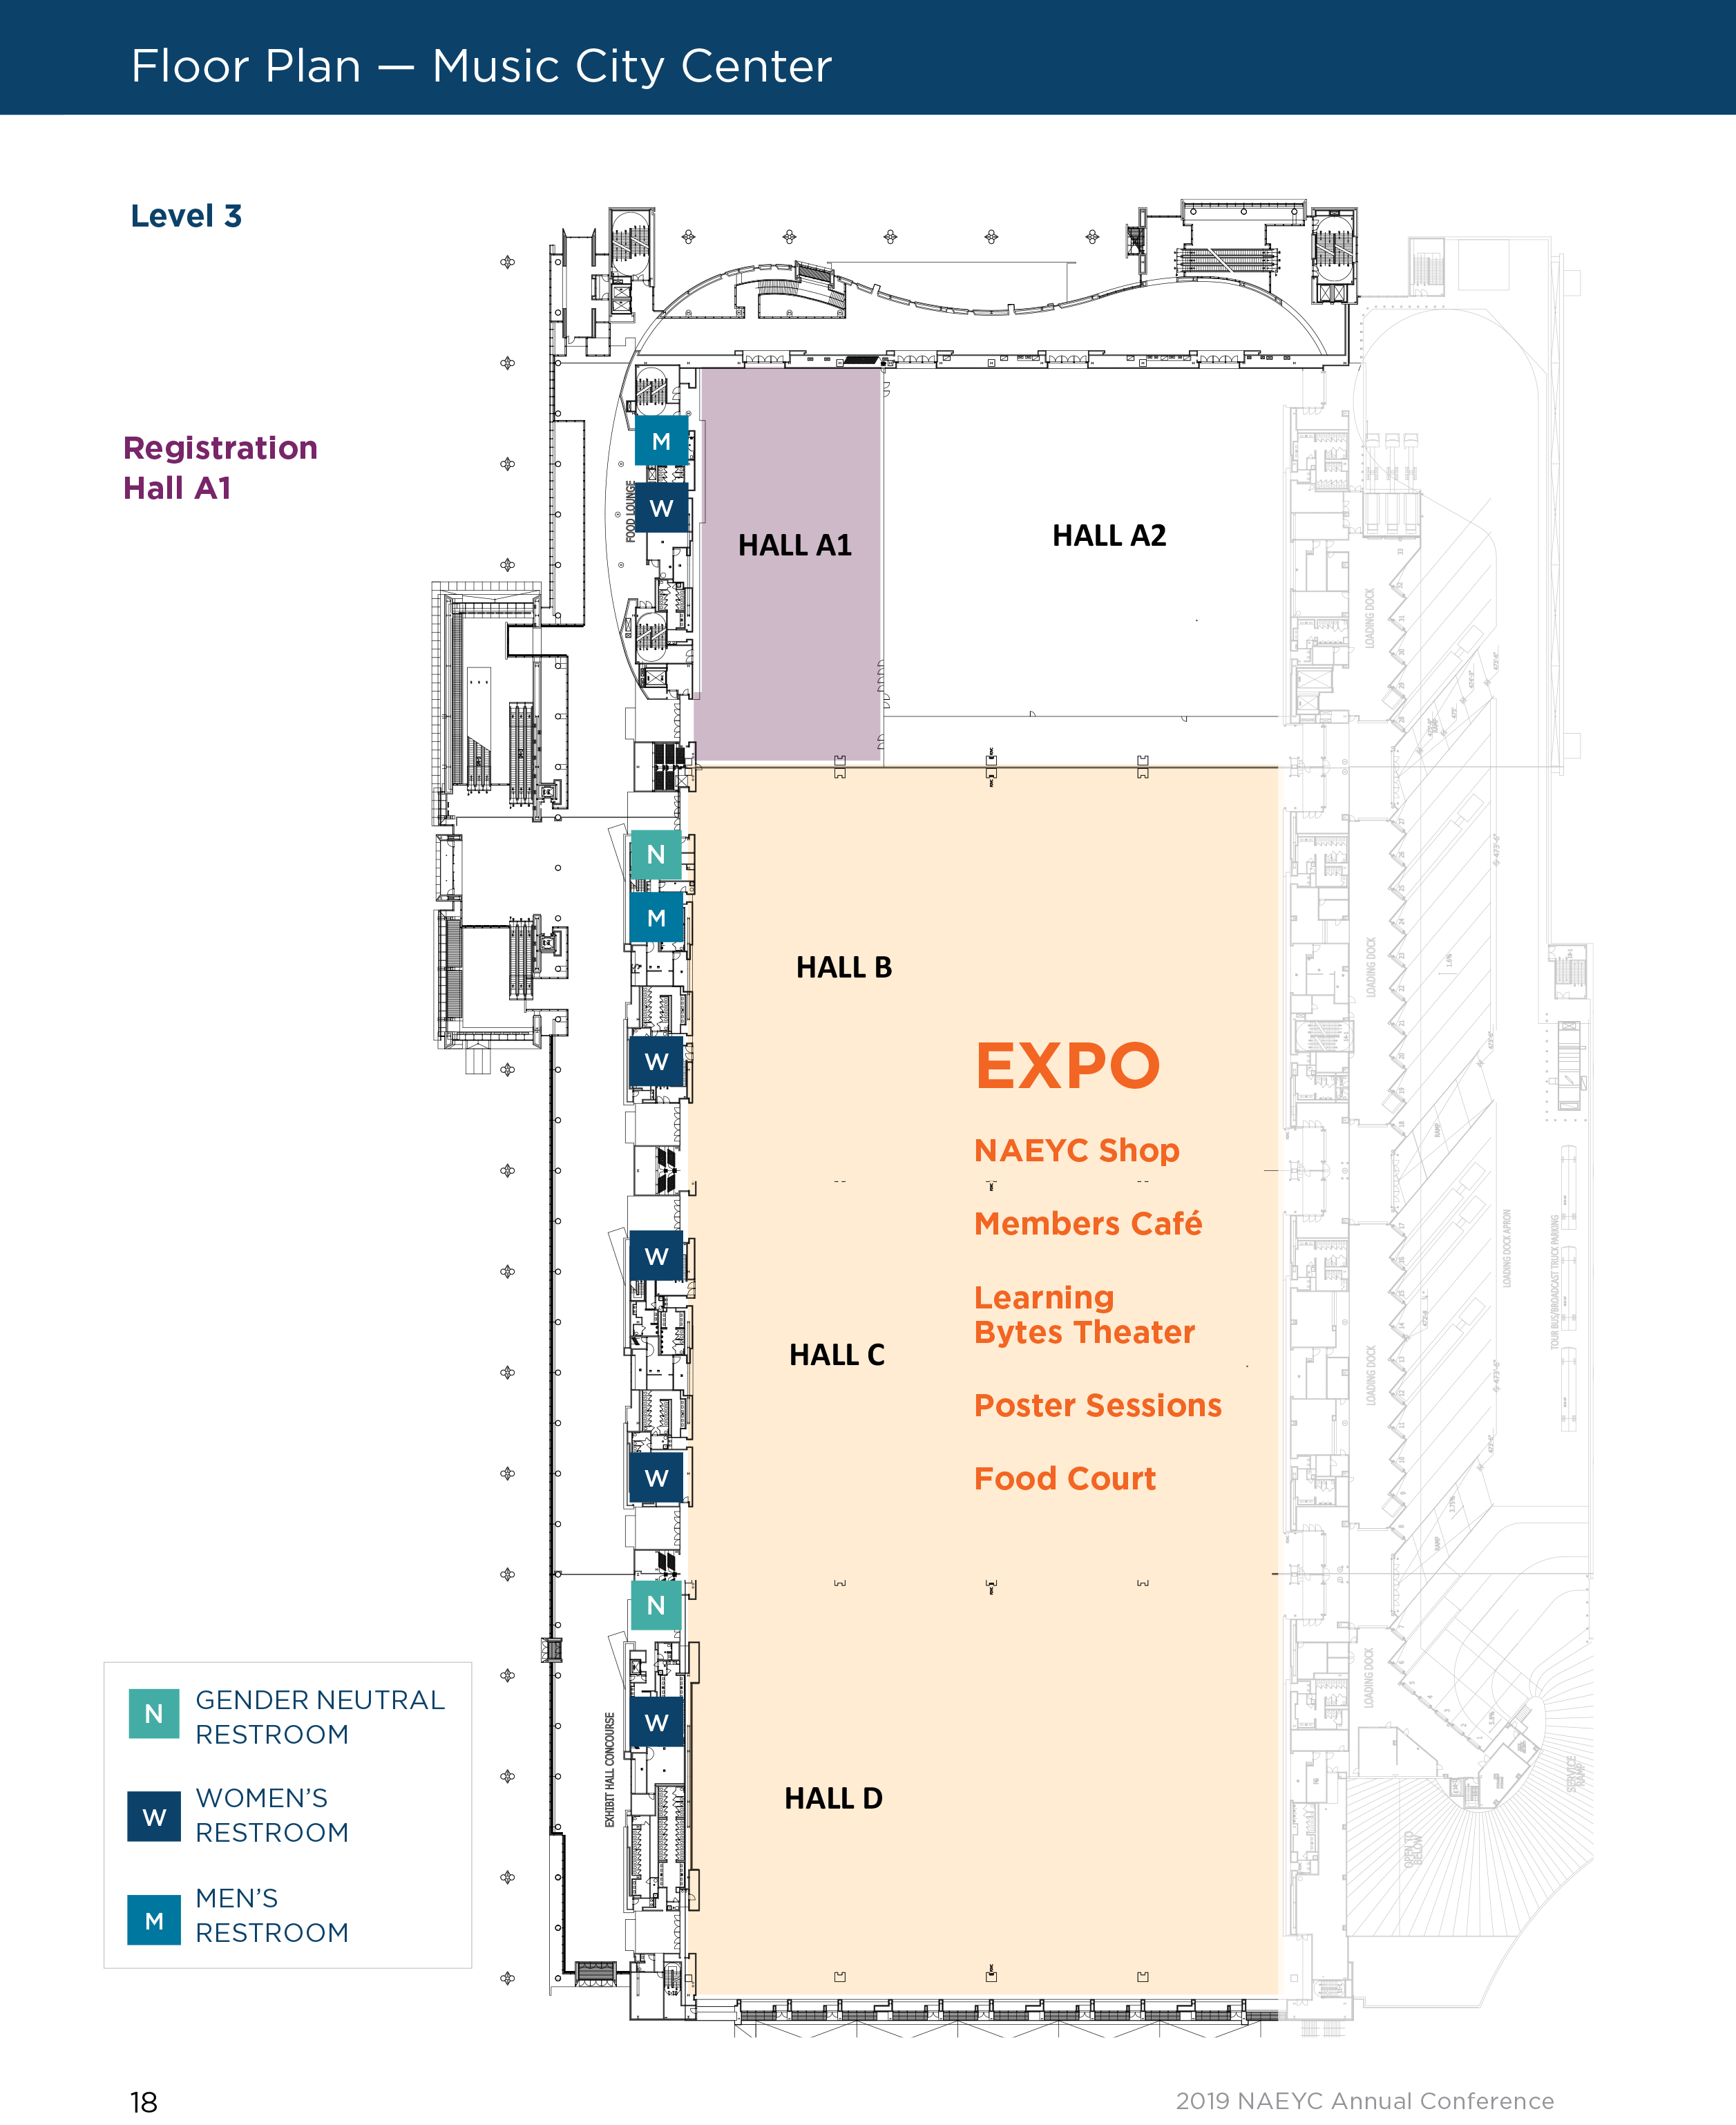 Floor Plan — Music City Center
Level 3
Registration
Hall A1
M
W
FOOD LOUNGE
HALL A1
HALL A2
LOADING DOCK
N
M
HALL B
LOADING DOCK
W
EXPO
NAEYC Shop
W
Members Café
Learning
Bytes Theater
HALL C
LOADING DOCK
LOADING DOCK APRON
TOUR BUS/BROADCAST TRUCK PARKING
Poster Sessions
W
Food Court
RAMP
N
LOADING DOCK
W
EXHIBIT HALL CONCOURSE
HALL D
SERVICE
RAMP
OPEN TO
BELOW
N
GENDER NEUTRAL
RESTROOM
W
WOMEN'S
RESTROOM
M
MEN'S
RESTROOM
18
2019 NAEYC Annual Conference